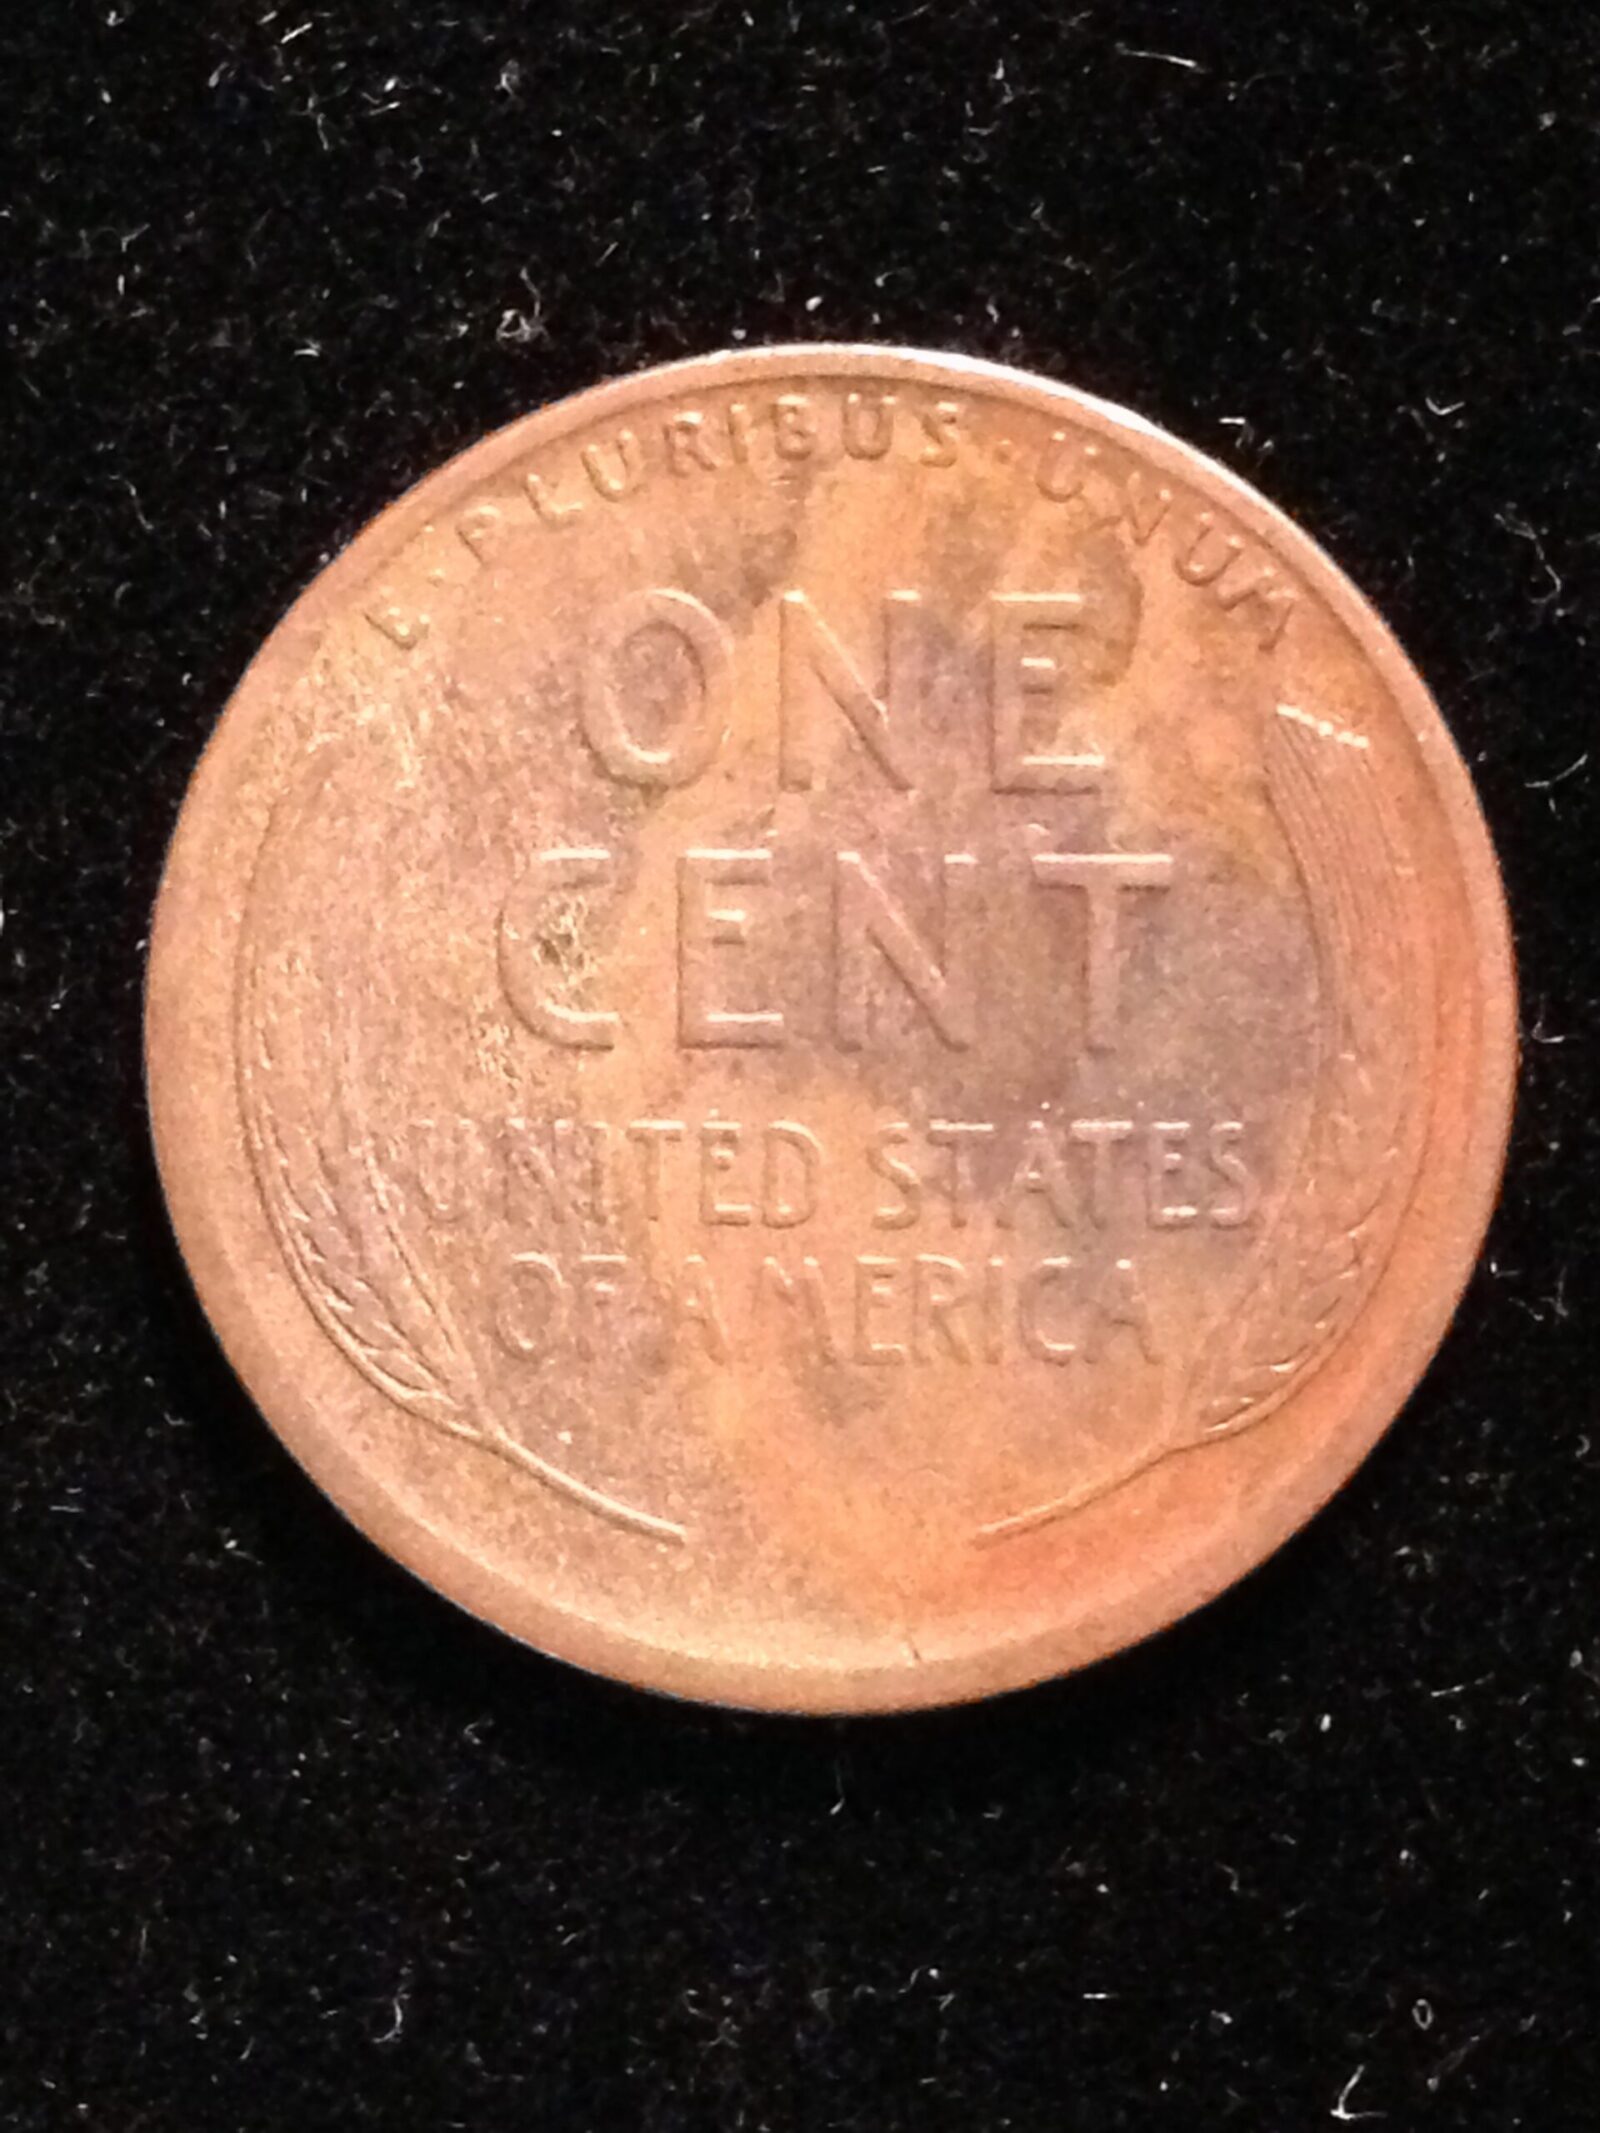 E·PLURIBUS·UNUM
ONE
CENT
UNITED STATES
OF AMERICA